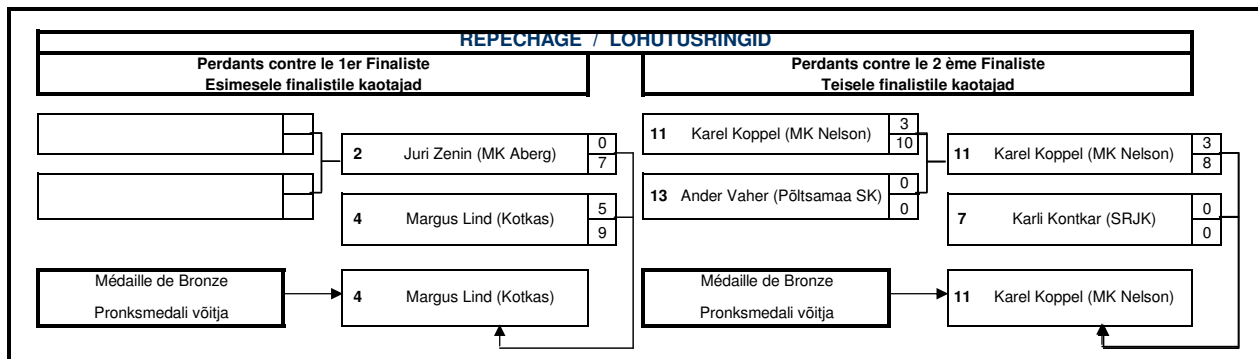 REPECHAGE / LOHUTUSRINGID
Perdants contre le 1er Finaliste
Esimesele finalistile kaotajad
Perdants contre le 2 ème Finaliste
Teisele finalistile kaotajad
2 Juri Zenin (MK Aberg) 0
7
4 Margus Lind (Kotkas) 5
9
Médaille de Bronze
Pronksmedali võitja
4 Margus Lind (Kotkas)
11 Karel Koppel (MK Nelson) 3
10
13 Ander Vaher (Põltsamaa SK) 0
0
11 Karel Koppel (MK Nelson) 3
8
7 Karli Kontkar (SRJK) 0
0
Médaille de Bronze
Pronksmedali võitja
11 Karel Koppel (MK Nelson)